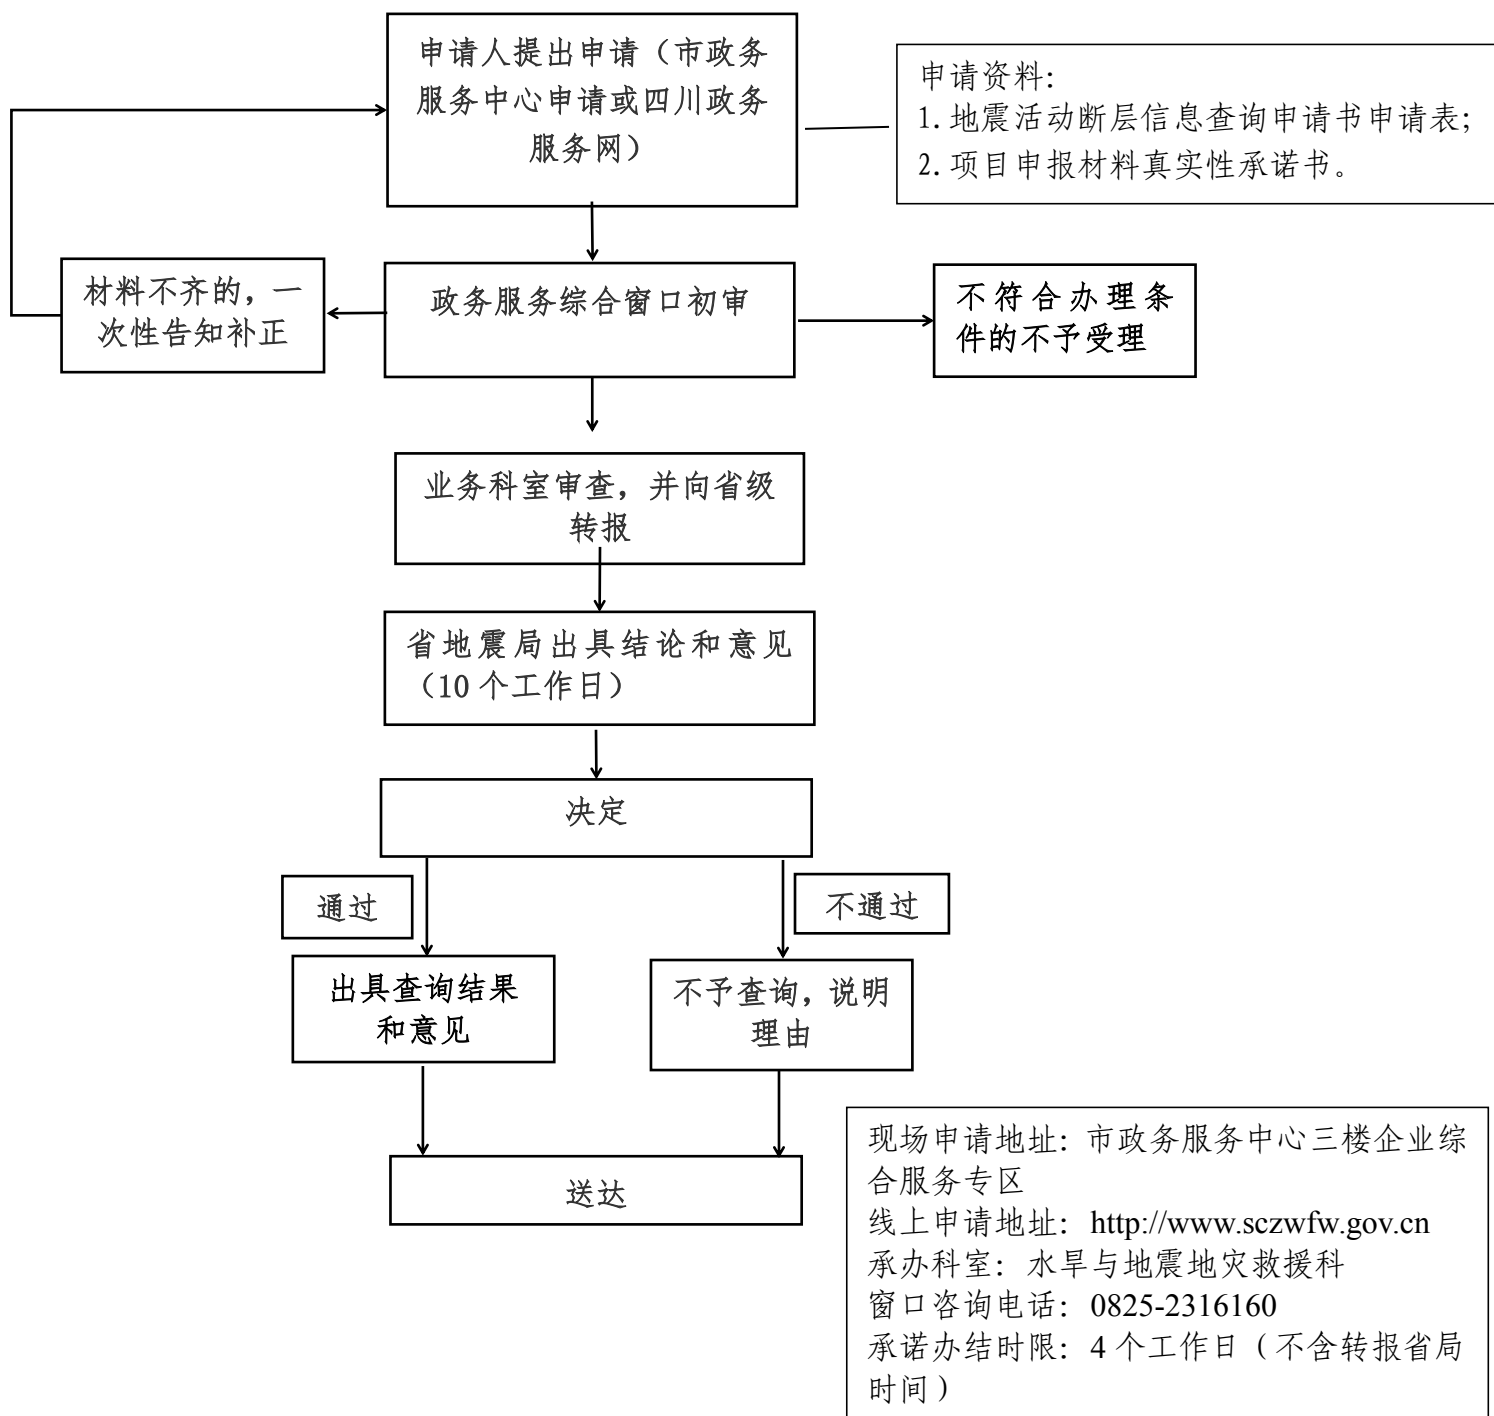 申请人提出申请（市政务
服务中心申请或四川政务
服务网）
申请资料：
1.地震活动断层信息查询申请书申请表；
2.项目申报材料真实性承诺书。
材料不齐的，一
次性告知补正
政务服务综合窗口初审
不符合办理条
件的不予受理
业务科室审查，并向省级
转报
省地震局出具结论和意见
（10个工作日）
决定
通过
不通过
出具查询结果
和意见
不予查询，说明
理由
送达
现场申请地址：市政务服务中心三楼企业综
合服务专区
线上申请地址：http://www.sczwfw.gov.cn
承办科室：水旱与地震地灾救援科
窗口咨询电话：0825-2316160
承诺办结时限：4个工作日（不含转报省局
时间）